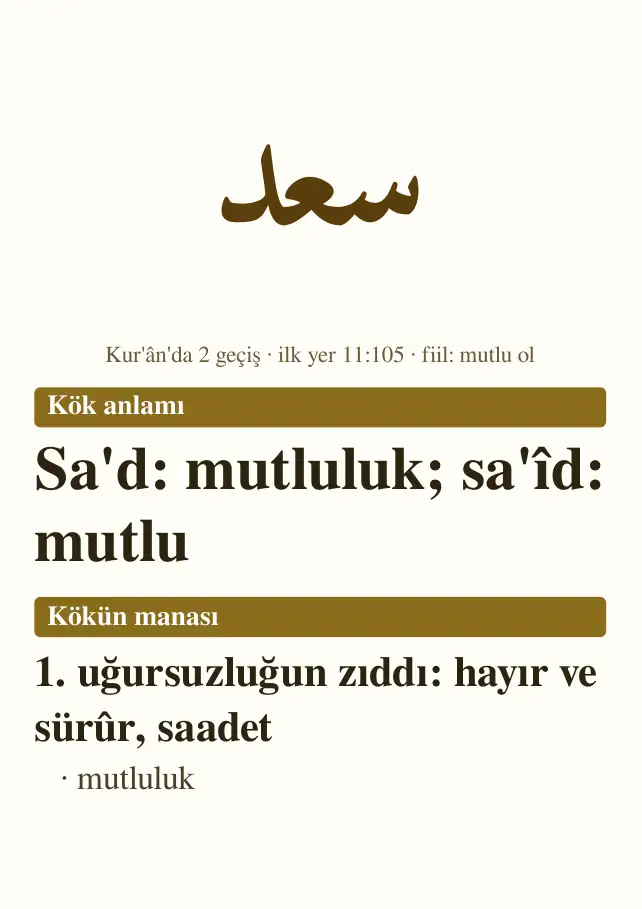 سعد
Kur'ân'da 2 geçiş · ilk yer 11:105 · fiil: mutlu ol
Kök anlamı
Sa'd: mutluluk; sa'îd:
mutlu
Kökün manası
1. uğursuzluğun zıddı: hayır ve
sürûr, saadet
· mutluluk